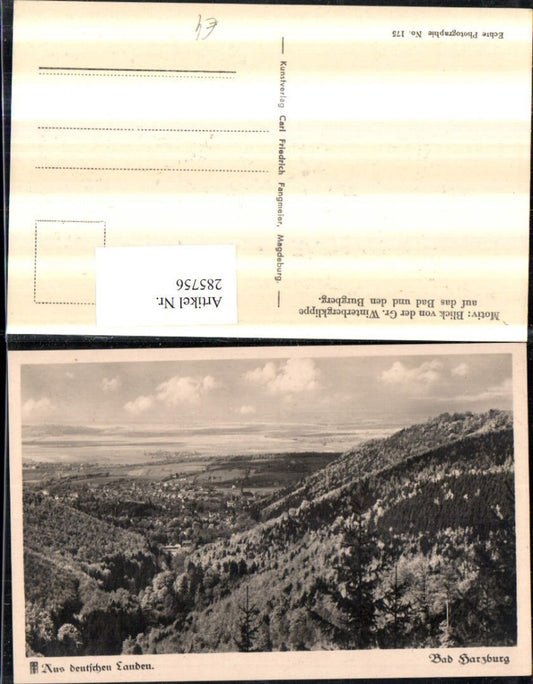 Motiv: Blick von der Gr. Winterbergklippe
auf das Bad und den Burgberg.
Kunstverlag Carl Friedrich Fangmeier, Magdeburg.
Artikel Nr.
285756
Echte Photographie No. 175
Aus deutschen Landen.
Bad Harzburg